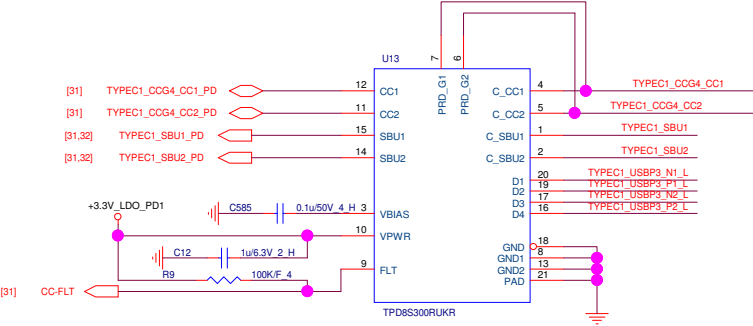 U13
7
6
PRD_G1
PRD_G2
[31] TYPEC1_CCG4_CC1_PD 12 CC1 C_CC1 4 TYPEC1_CCG4_CC1
[31] TYPEC1_CCG4_CC2_PD 11 CC2 C_CC2 5 TYPEC1_CCG4_CC2
[31,32] TYPEC1_SBU1_PD 15 SBU1 C_SBU1 1 TYPEC1_SBU1
[31,32] TYPEC1_SBU2_PD 14 SBU2 C_SBU2 2 TYPEC1_SBU2
D1 20 TYPEC1_USBP3_N1_L
D2 19 TYPEC1_USBP3_P1_L
D3 17 TYPEC1_USBP3_N2_L
D4 16 TYPEC1_USBP3_P2_L
+3.3V_LDO_PD1
C585 0.1u/50V_4_H 3 VBIAS
10 VPWR
C12 1u/6.3V_2_H
GND 18
GND1 8
GND2 13
PAD 21
R9 100K/F_4 9 FLT
[31] CC-FLT
TPD8S300RUKR